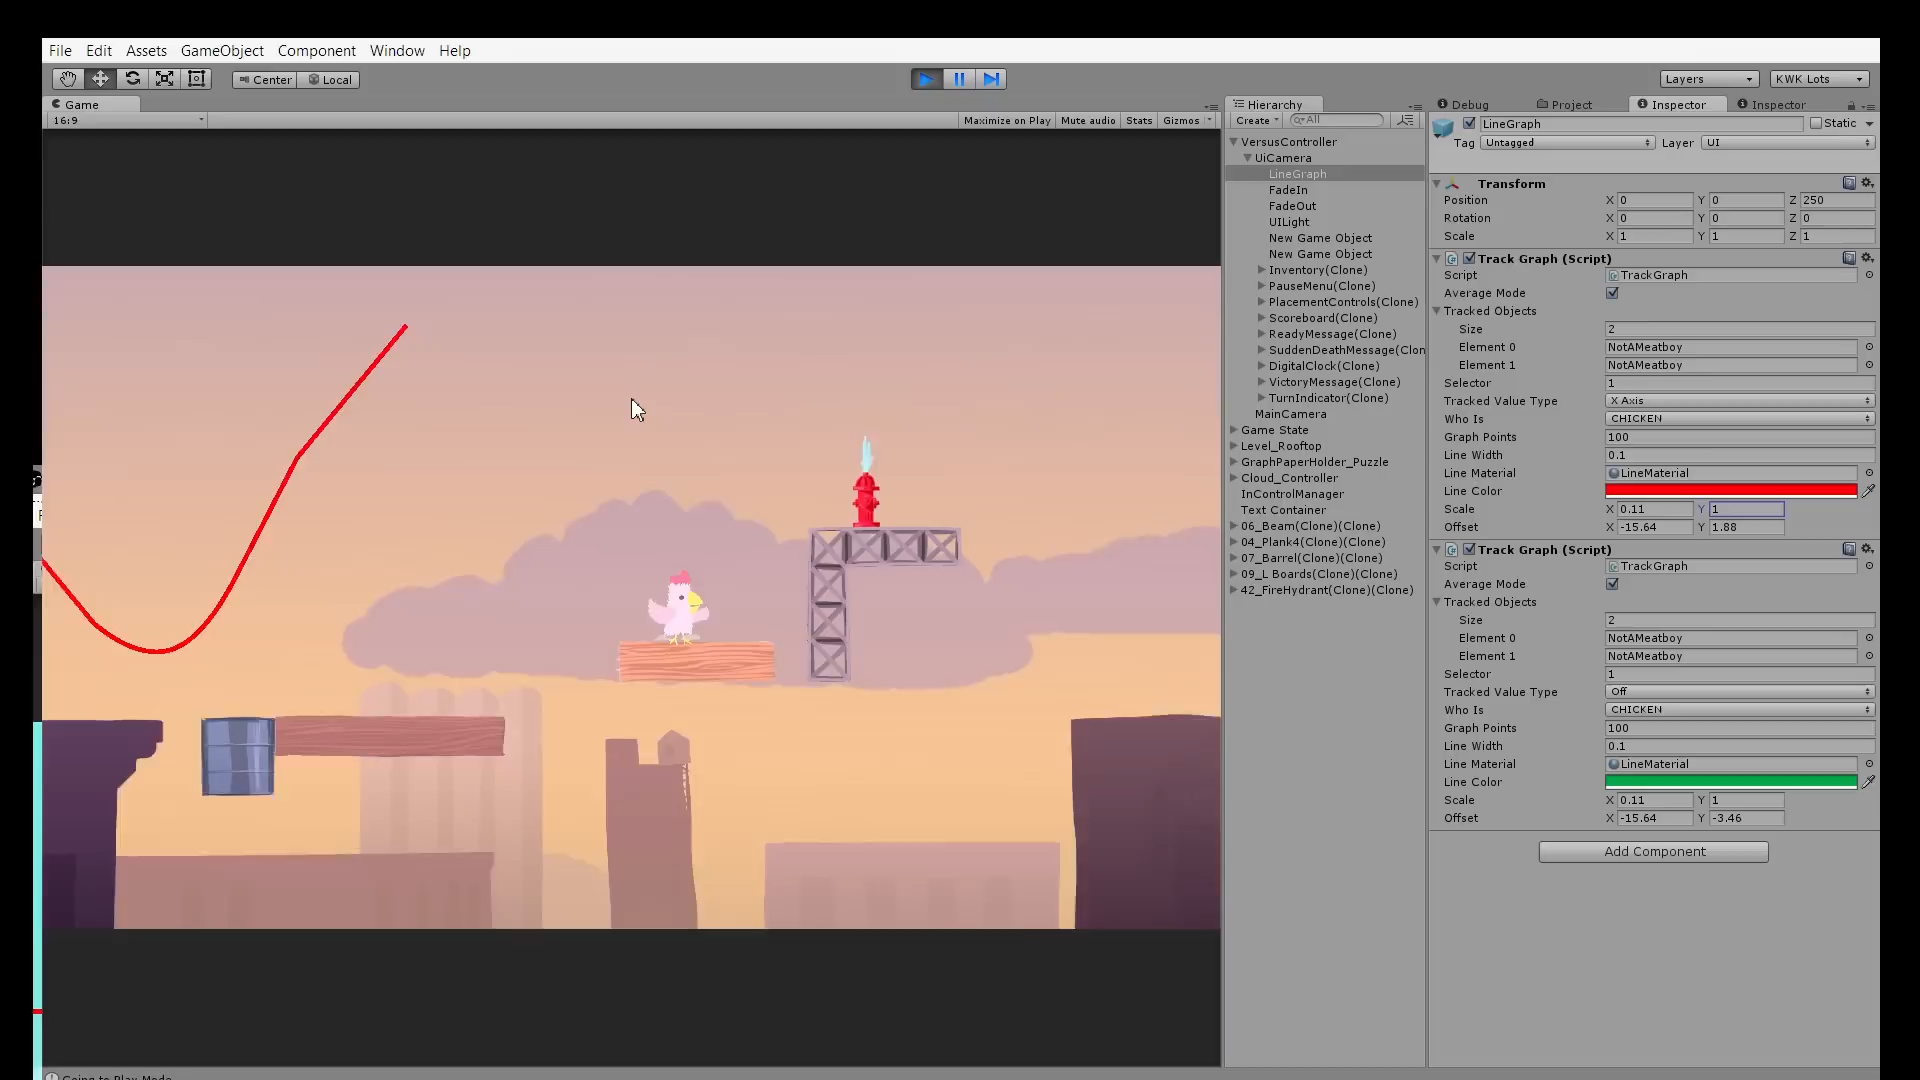 File Edit Assets GameObject Component Window Help
Center Local Layers KWK Lots
Game Hierarchy Debug Project Inspector Inspector
16:9 Maximize on Play Mute audio Stats Gizmos Create All
LineGraph Static
Tag Untagged Layer UI
VersusController
UiCamera
LineGraph
FadeIn
FadeOut
UILight
New Game Object
New Game Object
Inventory(Clone)
PauseMenu(Clone)
PlacementControls(Clone)
Scoreboard(Clone)
ReadyMessage(Clone)
SuddenDeathMessage(Clon
DigitalClock(Clone)
VictoryMessage(Clone)
TurnIndicator(Clone)
MainCamera
Game State
Level_Rooftop
GraphPaperHolder_Puzzle
Cloud_Controller
InControlManager
Text Container
06_Beam(Clone)(Clone)
04_Plank4(Clone)(Clone)
07_Barrel(Clone)(Clone)
09_L Boards(Clone)(Clone)
42_FireHydrant(Clone)(Clone)
Transform
Position X 0 Y 0 Z 250
Rotation X 0 Y 0 Z 0
Scale X 1 Y 1 Z 1
Track Graph (Script)
Script TrackGraph
Average Mode
Tracked Objects
Size 2
Element 0 NotAMeatboy
Element 1 NotAMeatboy
Selector 1
Tracked Value Type X Axis
Who Is CHICKEN
Graph Points 100
Line Width 0.1
Line Material LineMaterial
Line Color
Scale X 0.11 Y 1
Offset X -15.64 Y 1.88
Track Graph (Script)
Script TrackGraph
Average Mode
Tracked Objects
Size 2
Element 0 NotAMeatboy
Element 1 NotAMeatboy
Selector 1
Tracked Value Type Off
Who Is CHICKEN
Graph Points 100
Line Width 0.1
Line Material LineMaterial
Line Color
Scale X 0.11 Y 1
Offset X -15.64 Y -3.46
Add Component
Going to Play Mode